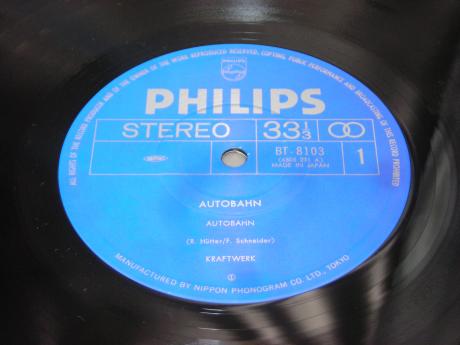 ALL RIGHTS OF THE RECORD PRODUCER AND OF THE OWNER OF THE WORK REPRODUCED RESERVED. COPYING, PUBLIC PERFORMANCE AND BROADCASTING OF THIS RECORD PROHIBITED
PHILIPS
PHILIPS
STEREO 33 1/3
BT-8103
MADE IN JAPAN
1
AUTOBAHN
AUTOBAHN
(R. Hütter/F. Schneider)
KRAFTWERK
MANUFACTURED BY NIPPON PHONOGRAM CO. LTD., TOKYO